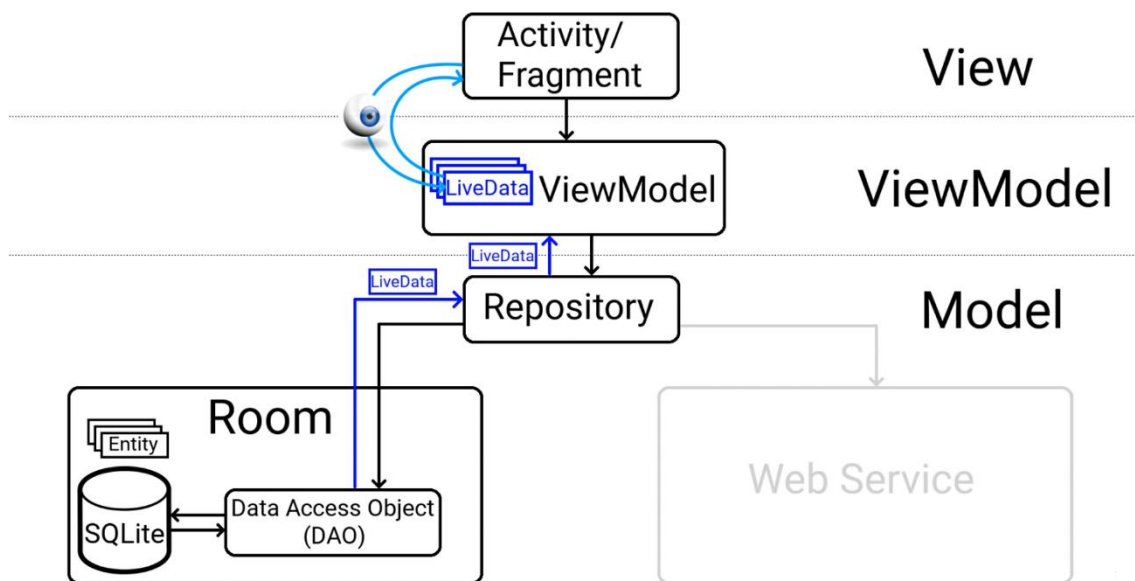 Activity/
Fragment
View
LiveData
ViewModel
ViewModel
LiveData
LiveData
Repository
Model
Room
Entity
SQLite
Data Access Object
(DAO)
Web Service